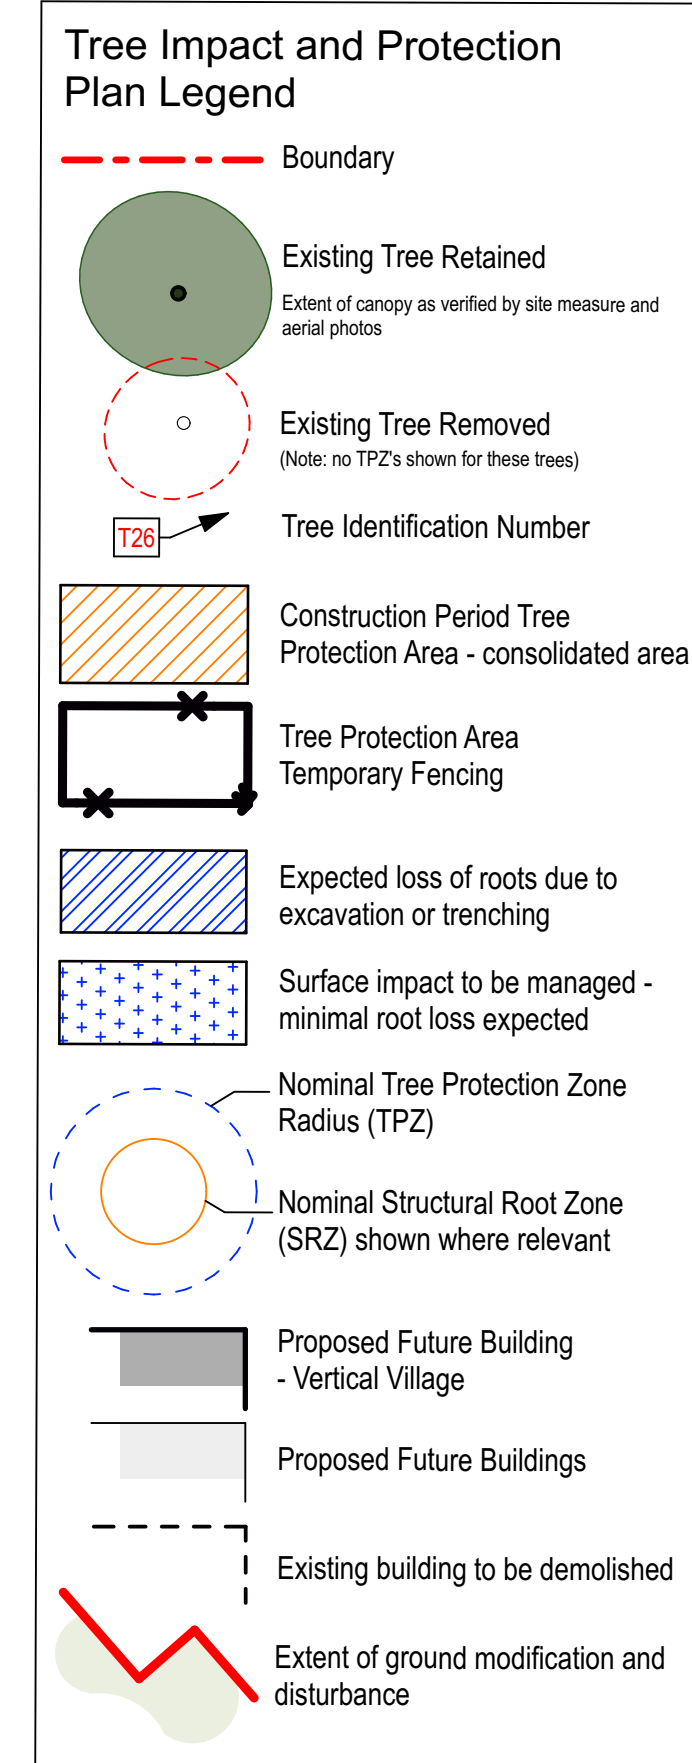 Tree Impact and Protection
Plan Legend
Boundary
Existing Tree Retained
Extent of canopy as verified by site measure and
aerial photos
Existing Tree Removed
(Note: no TPZ's shown for these trees)
T26
Tree Identification Number
Construction Period Tree
Protection Area - consolidated area
Tree Protection Area
Temporary Fencing
Expected loss of roots due to
excavation or trenching
Surface impact to be managed -
minimal root loss expected
Nominal Tree Protection Zone
Radius (TPZ)
Nominal Structural Root Zone
(SRZ) shown where relevant
Proposed Future Building
- Vertical Village
Proposed Future Buildings
Existing building to be demolished
Extent of ground modification and
disturbance